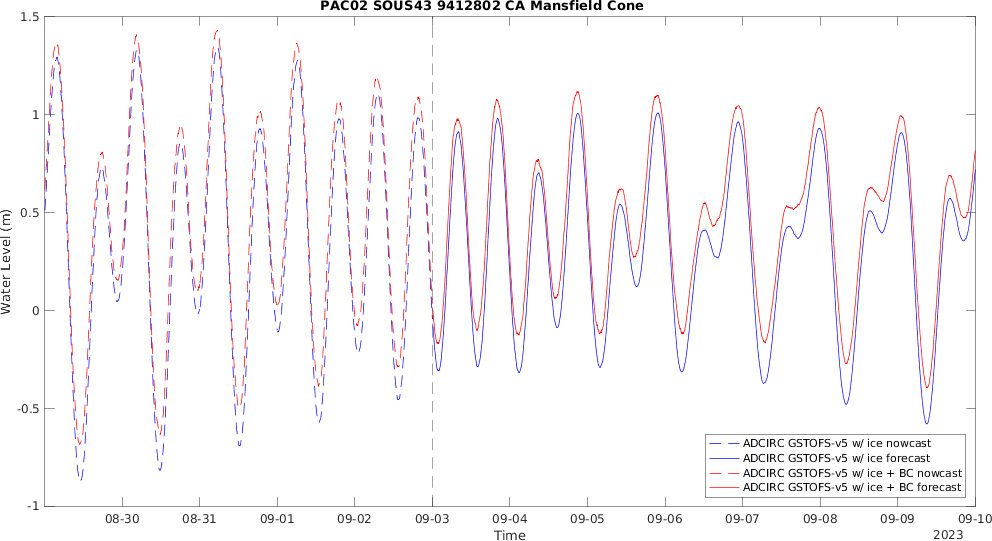 PAC02 SOUS43 9412802 CA Mansfield Cone
Water Level (m)
1.5
1
0.5
0
-0.5
-1
ADCIRC GSTOFS-v5 w/ ice nowcast
ADCIRC GSTOFS-v5 w/ ice forecast
ADCIRC GSTOFS-v5 w/ ice + BC nowcast
ADCIRC GSTOFS-v5 w/ ice + BC forecast
08-30 08-31 09-01 09-02 09-03 09-04 09-05 09-06 09-07 09-08 09-09 09-10
Time
2023